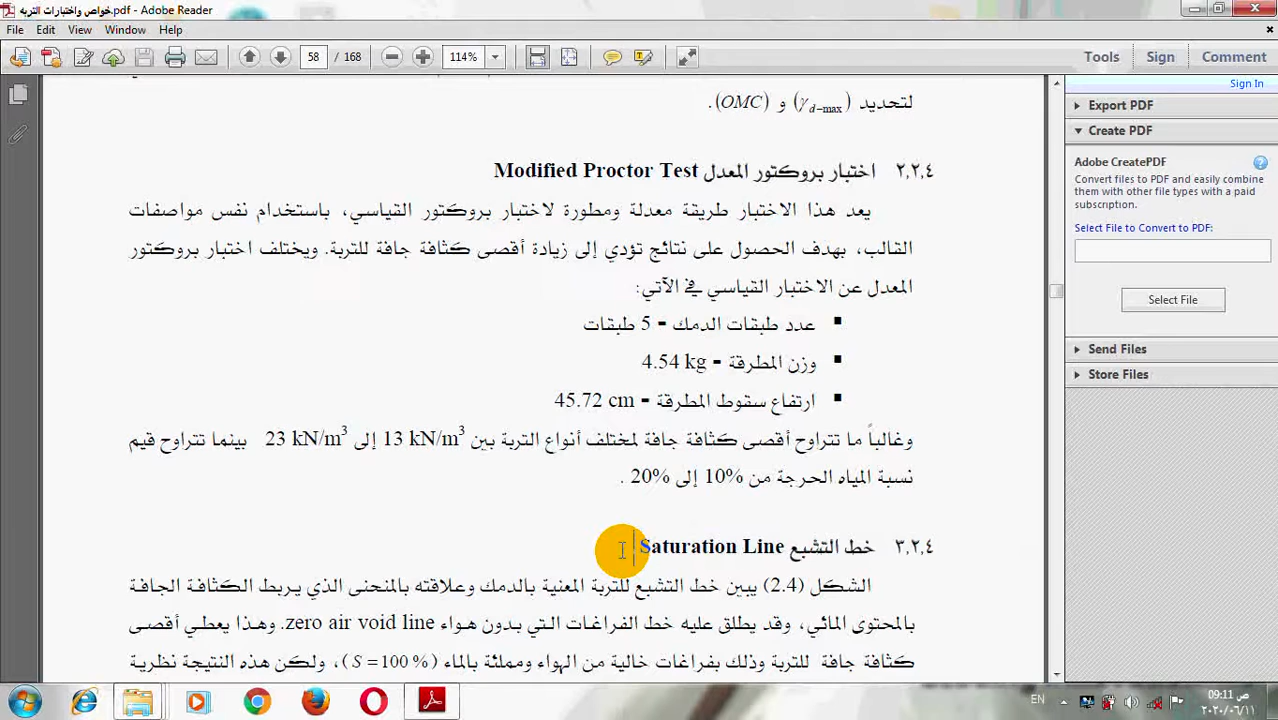 خواص واختبارات التربه.pdf - Adobe Reader
File Edit View Window Help
58 / 168 114% Tools Sign Comment
Sign In
Export PDF
Create PDF
Adobe CreatePDF
Convert files to PDF and easily combine
them with other file types with a paid
subscription.
Select File to Convert to PDF:
Select File
Send Files
Store Files
لتحديد (γd-max) و (OMC).
٢,٢,٤ اختبار بروكتور المعدل Modified Proctor Test
يعد هذا الاختبار طريقة معدلة ومطورة لاختبار بروكتور القياسي، باستخدام نفس مواصفات
القالب، بهدف الحصول على نتائج تؤدي إلى زيادة أقصى كثافة جافة للتربة. ويختلف اختبار بروكتور
المعدل عن الاختبار القياسي في الآتي:
▪ عدد طبقات الدمك - 5 طبقات
▪ وزن المطرقة - 4.54 kg
▪ ارتفاع سقوط المطرقة - 45.72 cm
وغالباً ما تتراوح أقصى كثافة جافة لمختلف أنواع التربة بين 13 kN/m³ إلى 23 kN/m³ بينما تتراوح قيم
نسبة المياه الحرجة من 10% إلى 20% .
٣,٢,٤ خط التشبع Saturation Line
الشكل (2.4) يبين خط التشبع للتربة المعنية بالدمك وعلاقته بالمنحنى الذي يربط الكثافة الجافة
بالمحتوى المائي، وقد يطلق عليه خط الفراغات التي بدون هواء zero air void line. وهذا يعطي أقصى
كثافة جافة للتربة وذلك بفراغات خالية من الهواء ومملئة بالماء (S =100 %)، ولكن هذه النتيجة نظرية
EN
09:11 ص
٢٠٢٠/٠٦/١١